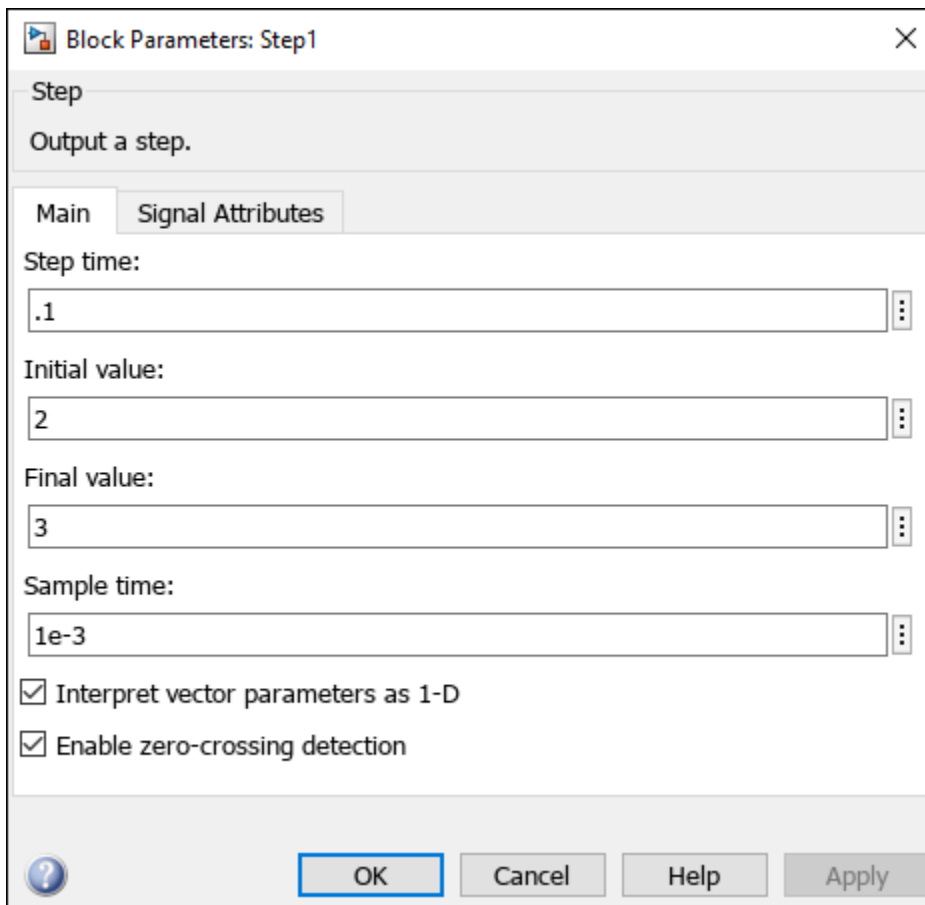 Block Parameters: Step1
Step
Output a step.
Main
Signal Attributes
Step time:
.1
Initial value:
2
Final value:
3
Sample time:
1e-3
Interpret vector parameters as 1-D
Enable zero-crossing detection
?
OK
Cancel
Help
Apply